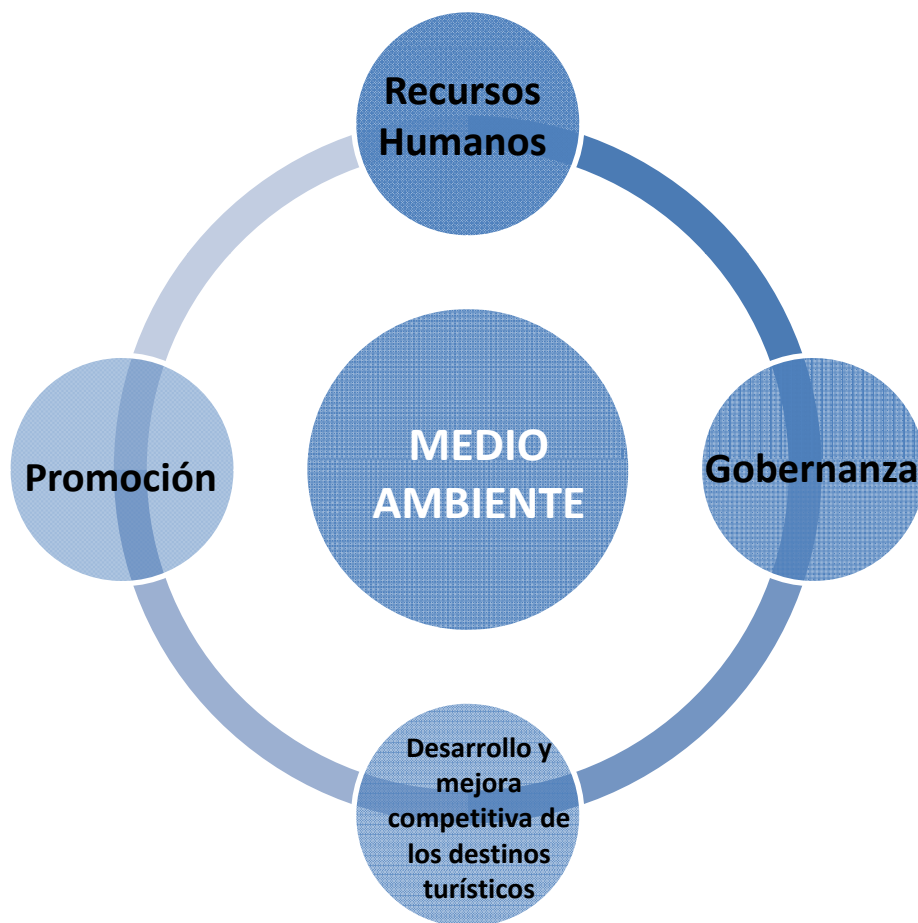 Recursos
Humanos
MEDIO
AMBIENTE
Gobernanza
Promoción
Desarrollo y
mejora
competitiva de
los destinos
turísticos